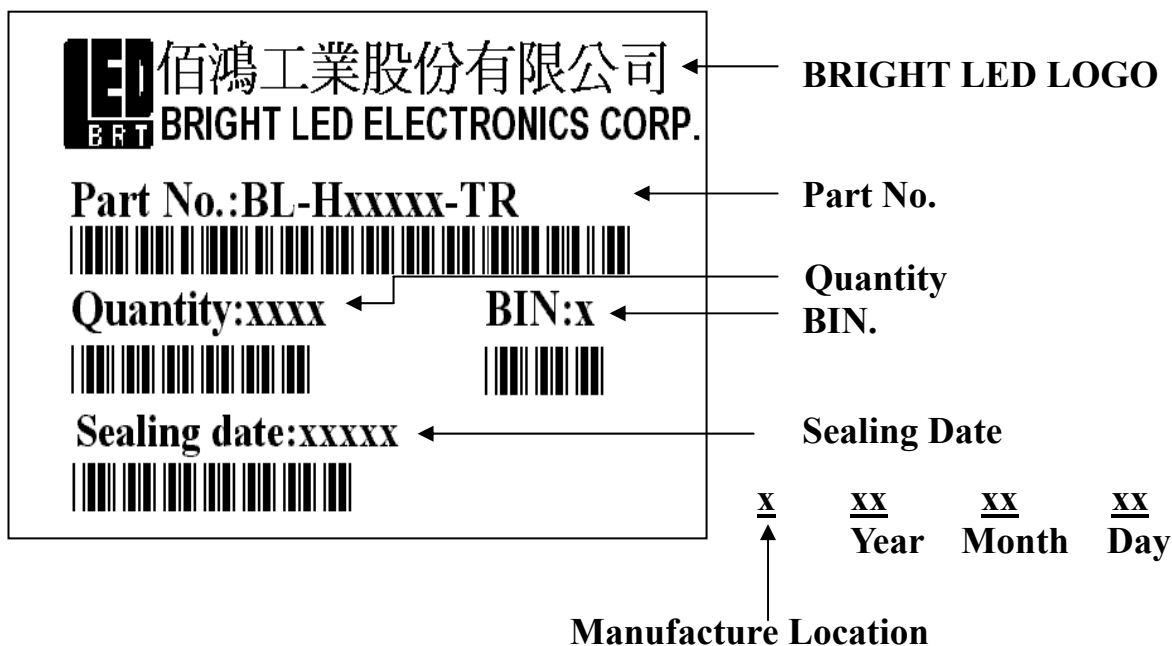 LED 佰鴻工業股份有限公司
BRT BRIGHT LED ELECTRONICS CORP.
BRIGHT LED LOGO
Part No.:BL-Hxxxxx-TR
Part No.
Quantity:xxxx
BIN:x
Quantity
BIN.
Sealing date:xxxxx
Sealing Date
x xx xx xx
Year Month Day
Manufacture Location